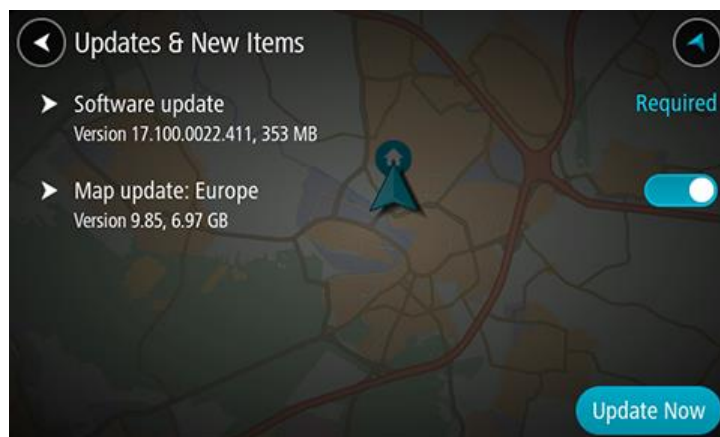 Updates & New Items
Software update
Required
Version 17.100.0022.411, 353 MB
Map update: Europe
Version 9.85, 6.97 GB
Update Now